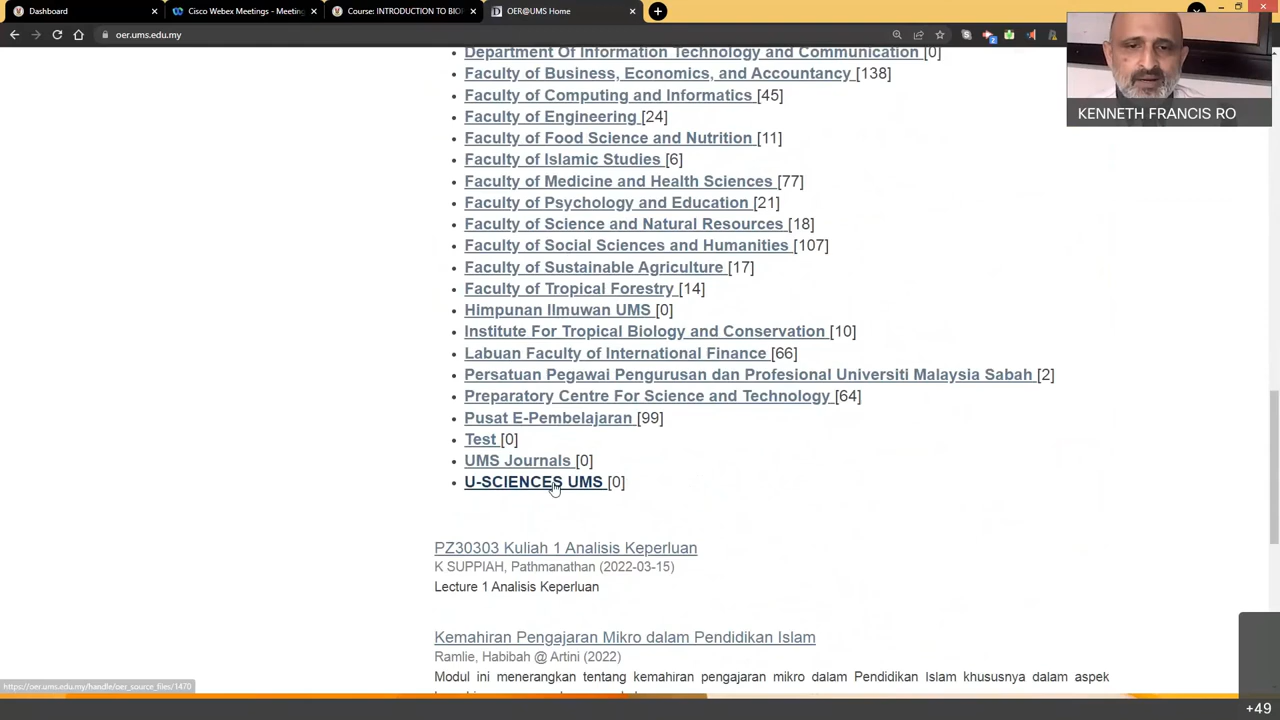 Dashboard
Cisco Webex Meetings - Meeting
Course: INTRODUCTION TO BIO
OER@UMS Home
oer.ums.edu.my
KENNETH FRANCIS RO
Department Of Information Technology and Communication [0]
Faculty of Business, Economics, and Accountancy [138]
Faculty of Computing and Informatics [45]
Faculty of Engineering [24]
Faculty of Food Science and Nutrition [11]
Faculty of Islamic Studies [6]
Faculty of Medicine and Health Sciences [77]
Faculty of Psychology and Education [21]
Faculty of Science and Natural Resources [18]
Faculty of Social Sciences and Humanities [107]
Faculty of Sustainable Agriculture [17]
Faculty of Tropical Forestry [14]
Himpunan Ilmuwan UMS [0]
Institute For Tropical Biology and Conservation [10]
Labuan Faculty of International Finance [66]
Persatuan Pegawai Pengurusan dan Profesional Universiti Malaysia Sabah [2]
Preparatory Centre For Science and Technology [64]
Pusat E-Pembelajaran [99]
Test [0]
UMS Journals [0]
U-SCIENCES UMS [0]
PZ30303 Kuliah 1 Analisis Keperluan
K SUPPIAH, Pathmanathan (2022-03-15)
Lecture 1 Analisis Keperluan
Kemahiran Pengajaran Mikro dalam Pendidikan Islam
Ramlie, Habibah @ Artini (2022)
Modul ini menerangkan tentang kemahiran pengajaran mikro dalam Pendidikan Islam khususnya dalam aspek
https://oer.ums.edu.my/handle/oer_source_files/1470
+49